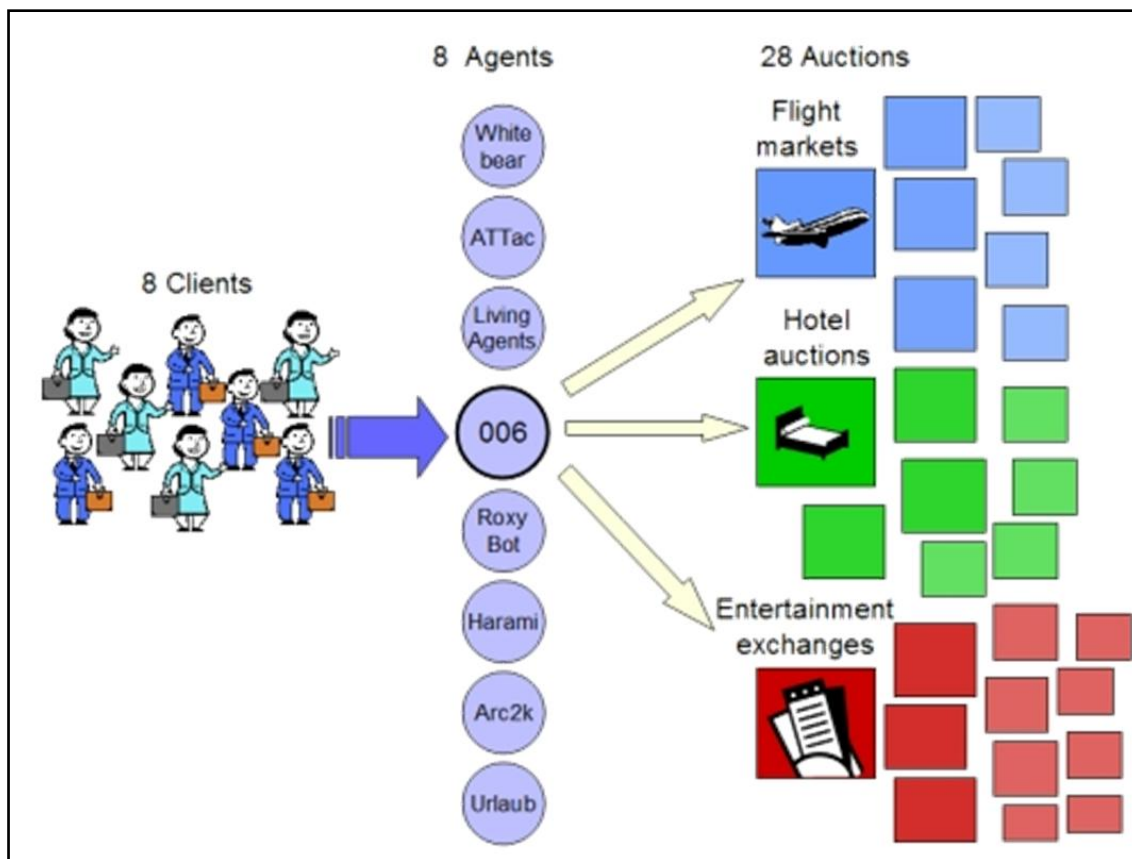 8 Agents
28 Auctions
White
bear
Flight
markets
ATTac
8 Clients
Living
Agents
Hotel
auctions
006
Roxy
Bot
Harami
Entertainment
exchanges
Arc2k
Urlaub